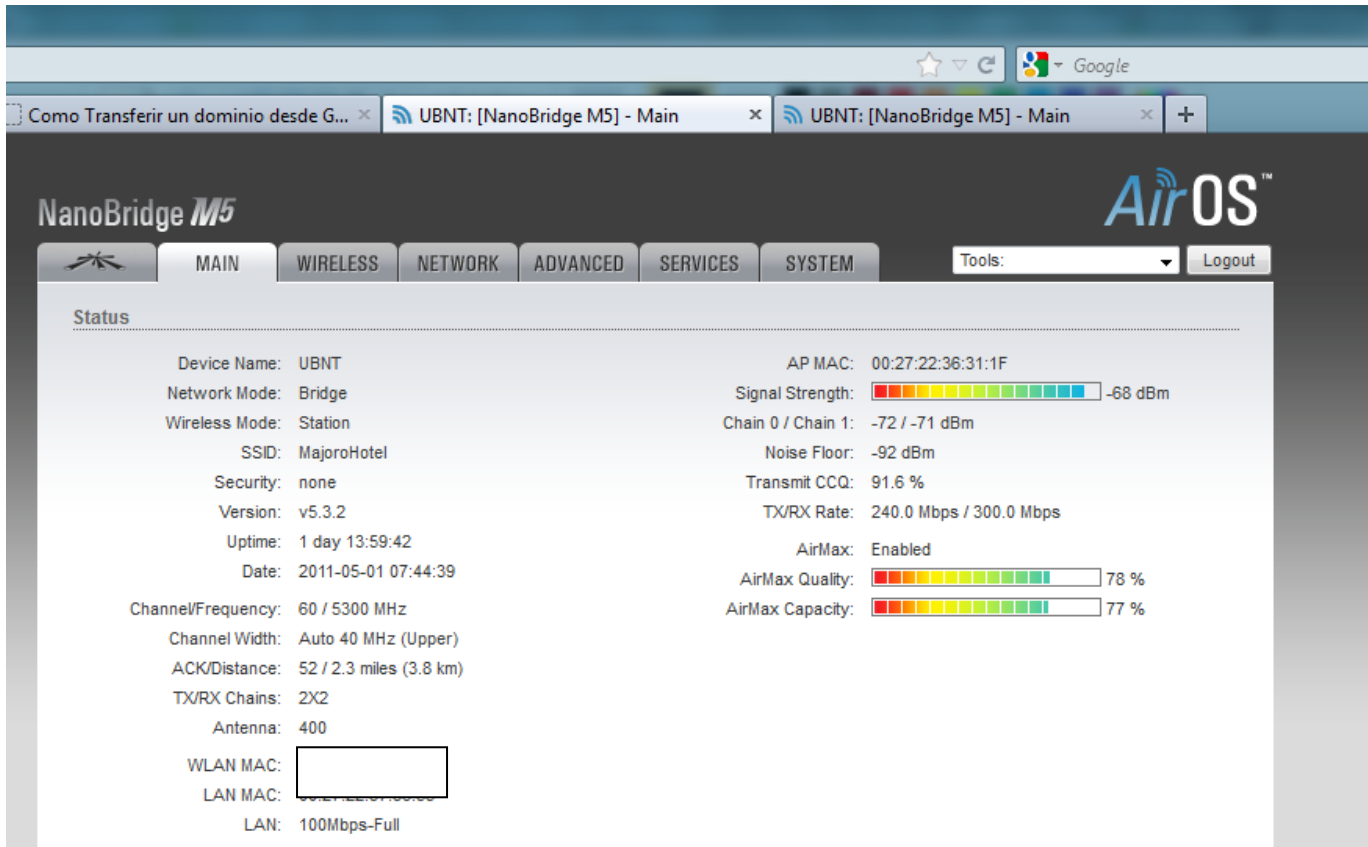 Google
Como Transferir un dominio desde G...
UBNT: [NanoBridge M5] - Main
UBNT: [NanoBridge M5] - Main
NanoBridge M5
AirOS™
MAIN
WIRELESS
NETWORK
ADVANCED
SERVICES
SYSTEM
Tools:
Logout
Status
Device Name: UBNT
Network Mode: Bridge
Wireless Mode: Station
SSID: MajoroHotel
Security: none
Version: v5.3.2
Uptime: 1 day 13:59:42
Date: 2011-05-01 07:44:39
Channel/Frequency: 60 / 5300 MHz
Channel Width: Auto 40 MHz (Upper)
ACK/Distance: 52 / 2.3 miles (3.8 km)
TX/RX Chains: 2X2
Antenna: 400
WLAN MAC:
LAN MAC:
LAN: 100Mbps-Full
AP MAC: 00:27:22:36:31:1F
Signal Strength: -68 dBm
Chain 0 / Chain 1: -72 / -71 dBm
Noise Floor: -92 dBm
Transmit CCQ: 91.6 %
TX/RX Rate: 240.0 Mbps / 300.0 Mbps
AirMax: Enabled
AirMax Quality: 78 %
AirMax Capacity: 77 %